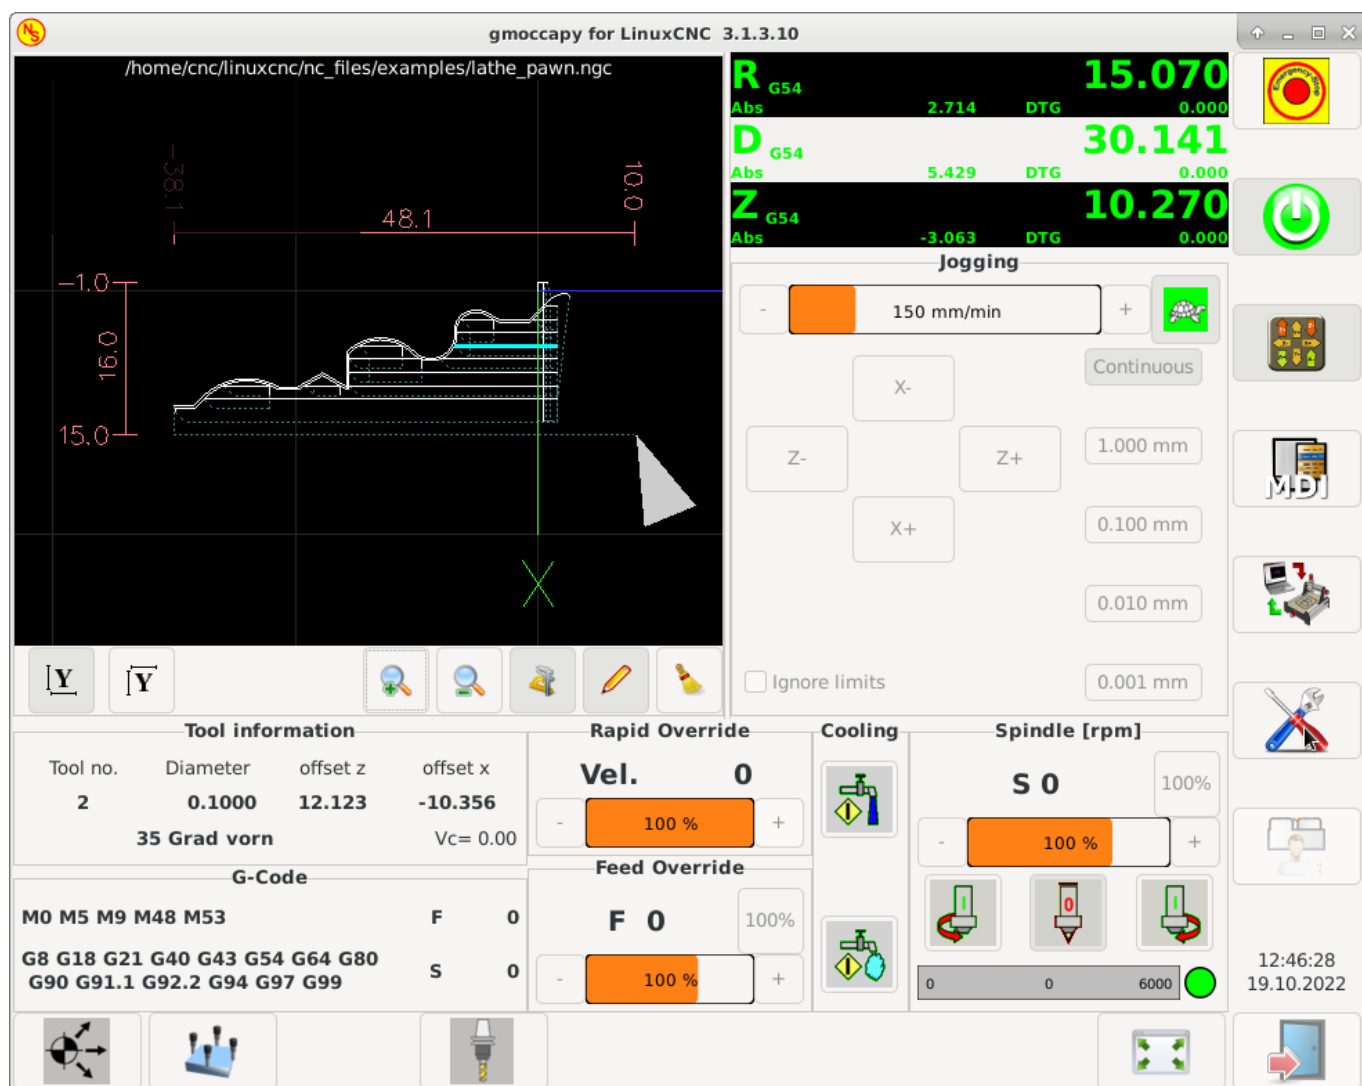 NS
gmoccapy for LinuxCNC 3.1.3.10
/home/cnc/linuxcnc/nc_files/examples/lathe_pawn.ngc
-38.1
10.0
48.1
-1.0
16.0
15.0
X
R G54 15.070
Abs 2.714 DTG 0.000
D G54 30.141
Abs 5.429 DTG 0.000
Z G54 10.270
Abs -3.063 DTG 0.000
Jogging
- 150 mm/min +
Continuous
X-
1.000 mm
Z- Z+
0.100 mm
X+
0.010 mm
Ignore limits
0.001 mm
Emergency-Stop
MDI
Y Y
Tool information
Tool no. Diameter offset z offset x
2 0.1000 12.123 -10.356
35 Grad vorn Vc= 0.00
G-Code
M0 M5 M9 M48 M53 F 0
G8 G18 G21 G40 G43 G54 G64 G80
G90 G91.1 G92.2 G94 G97 G99
S 0
Rapid Override
Vel. 0
- 100 % +
Feed Override
F 0 100%
- 100 % +
Cooling
Spindle [rpm]
S 0 100%
- 100 % +
I 0 I
0 0 6000
12:46:28
19.10.2022